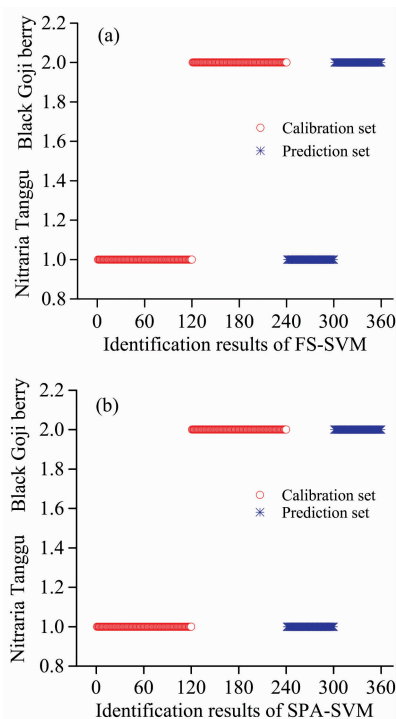 (a)
2.2
2.0
1.8
1.6
1.4
1.2
1.0
0.8
Nitraria Tanggu Black Goji berry
Calibration set
Prediction set
0 60 120 180 240 300 360
Identification results of FS-SVM
(b)
2.2
2.0
1.8
1.6
1.4
1.2
1.0
0.8
Nitraria Tanggu Black Goji berry
Calibration set
Prediction set
0 60 120 180 240 300 360
Identification results of SPA-SVM